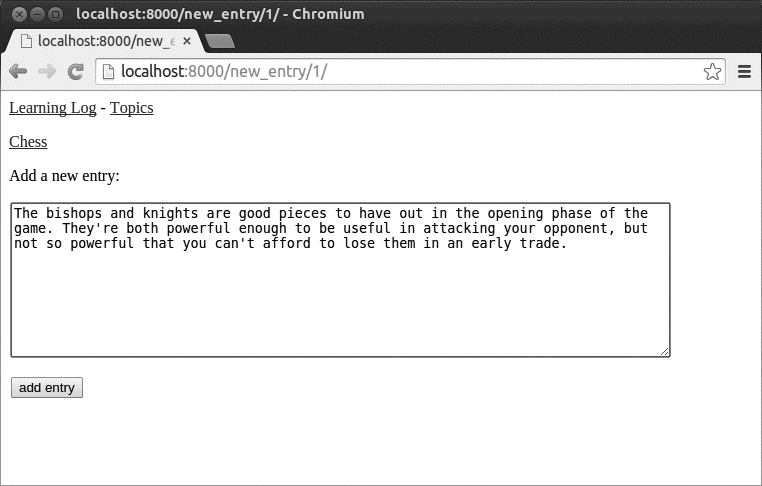 localhost:8000/new_entry/1/ - Chromium
localhost:8000/new_e
localhost:8000/new_entry/1/
Learning Log - Topics
Chess
Add a new entry:
The bishops and knights are good pieces to have out in the opening phase of the
game. They're both powerful enough to be useful in attacking your opponent, but
not so powerful that you can't afford to lose them in an early trade.
add entry